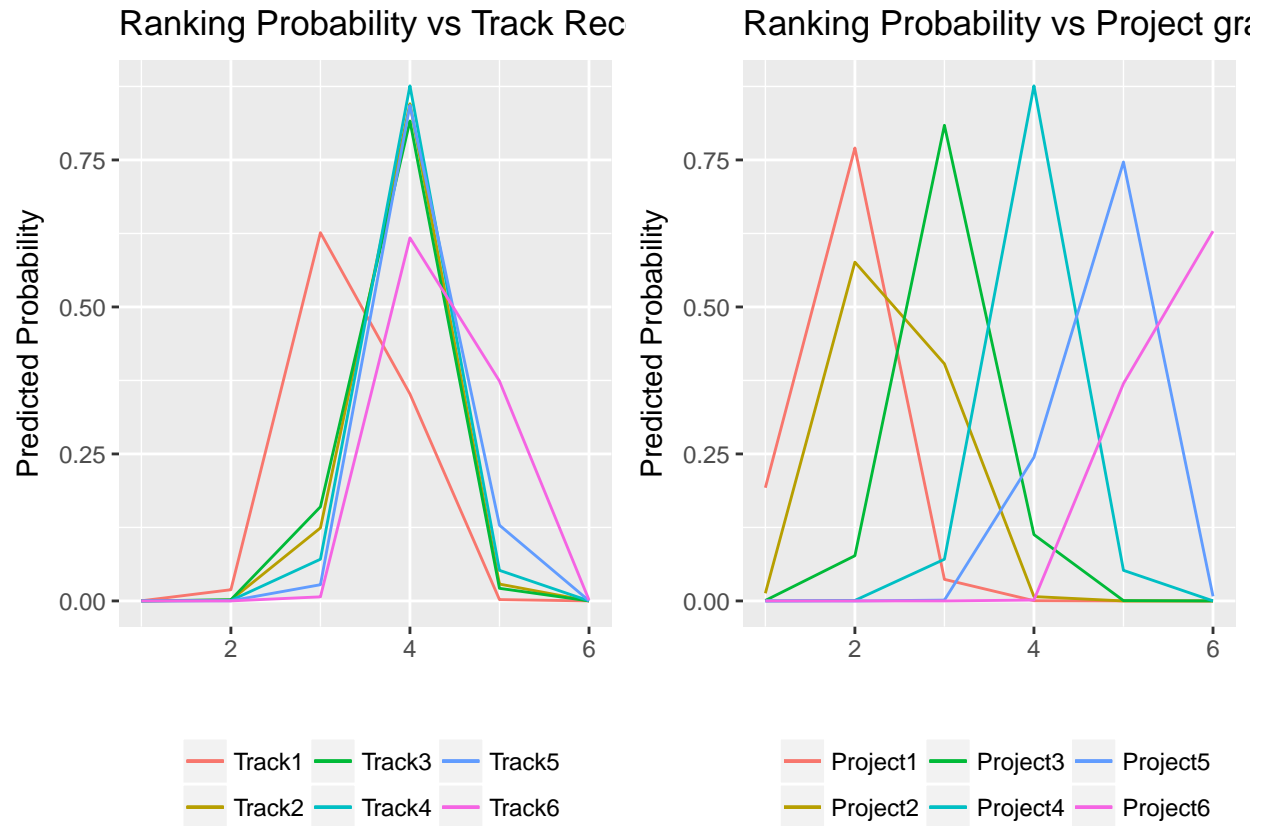 Ranking Probability vs Track Rec
Predicted Probability
0.75
0.50
0.25
0.00
2 4 6
Track1 Track3 Track5
Track2 Track4 Track6
Ranking Probability vs Project gra
Predicted Probability
0.75
0.50
0.25
0.00
2 4 6
Project1 Project3 Project5
Project2 Project4 Project6